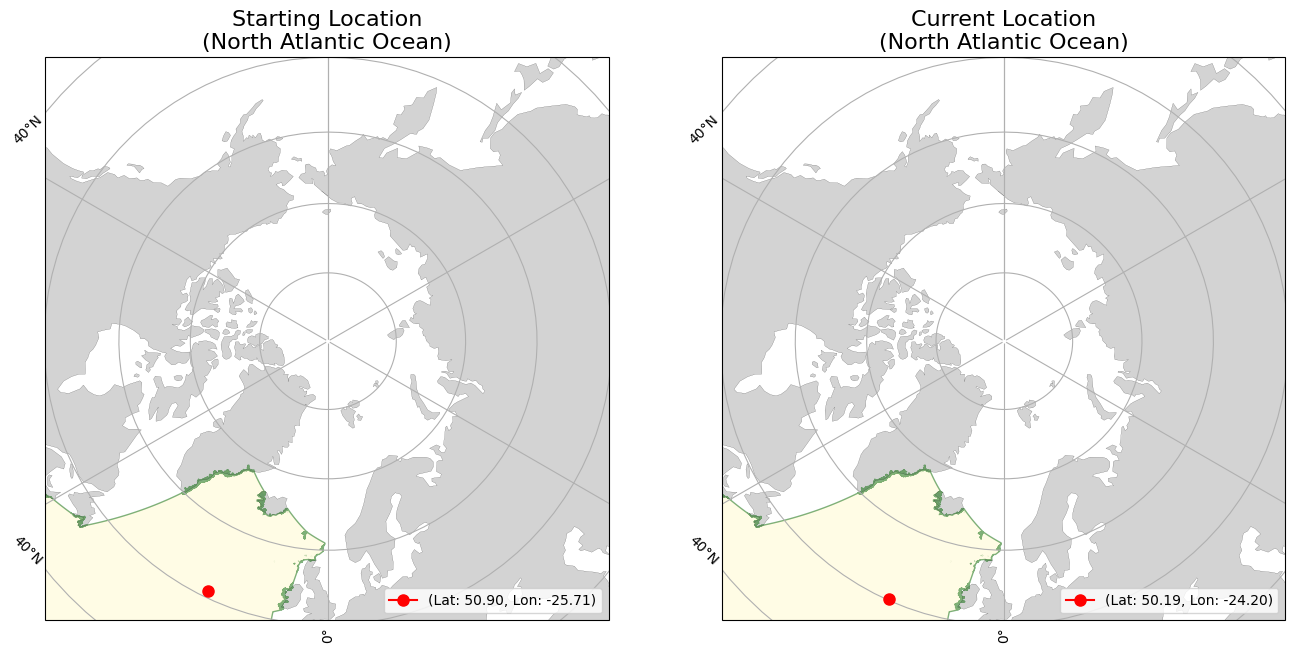 Starting Location
(North Atlantic Ocean)
40°N
40°N
0°
(Lat: 50.90, Lon: -25.71)
Current Location
(North Atlantic Ocean)
40°N
40°N
0°
(Lat: 50.19, Lon: -24.20)